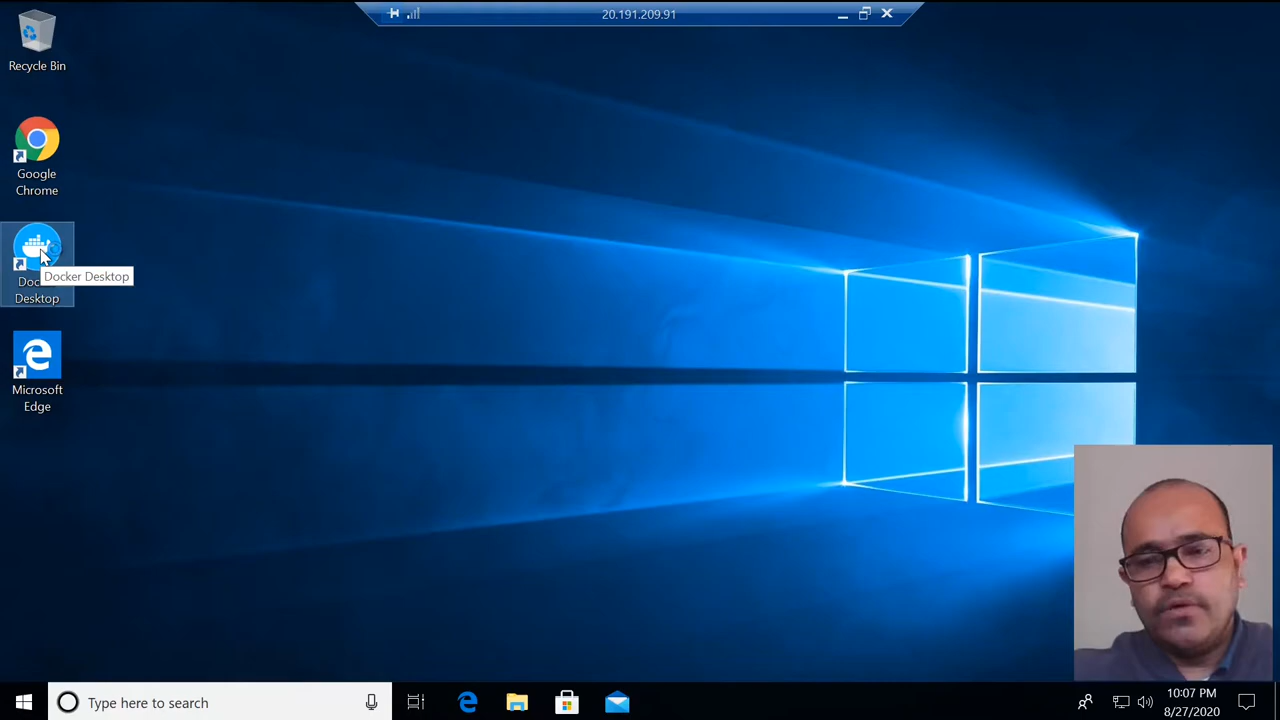 20.191.209.91
Recycle Bin
Google
Chrome
Docker Desktop
Desktop
Microsoft
Edge
Type here to search
10:07 PM
8/27/2020